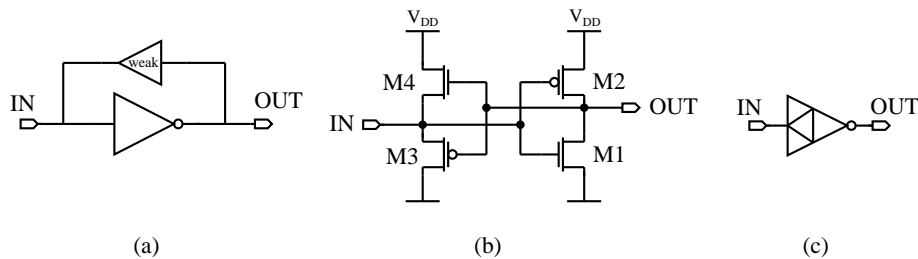 weak
IN
OUT
(a)
V_DD
V_DD
M4
M2
IN
OUT
M3
M1
(b)
IN
OUT
(c)